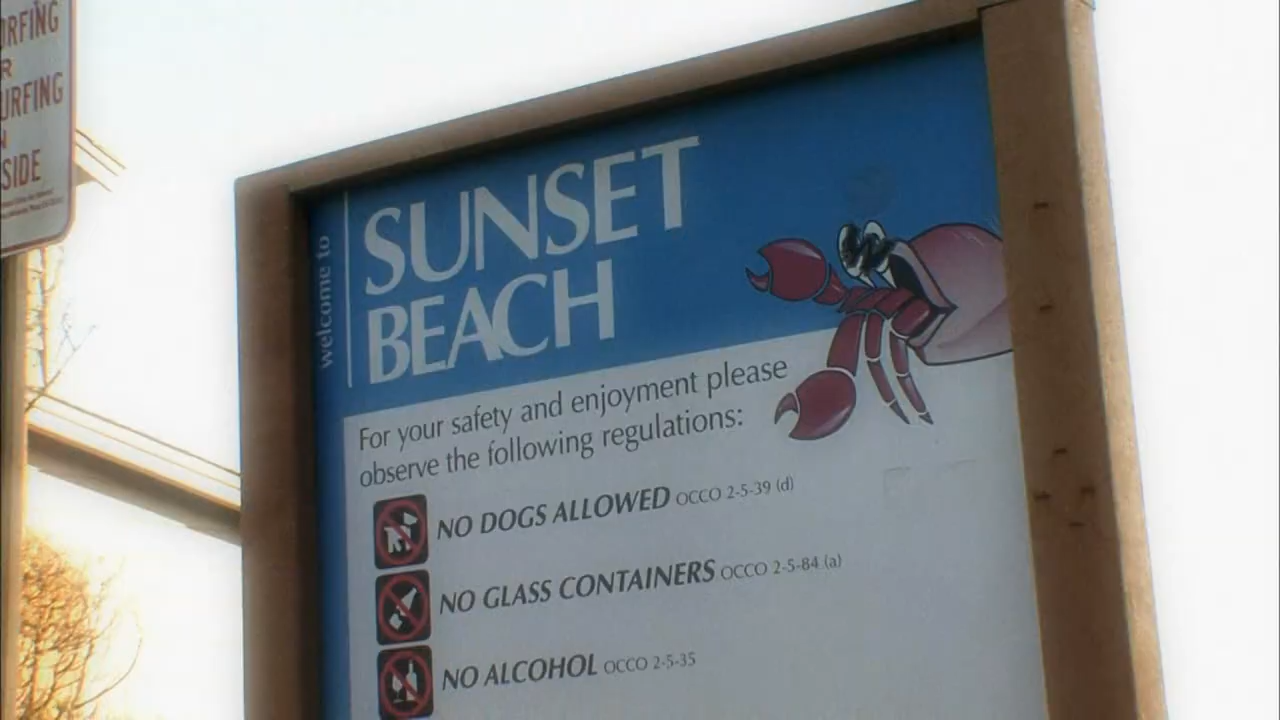 URFING
SIDE
welcome to
SUNSET
BEACH
For your safety and enjoyment please
observe the following regulations:
NO DOGS ALLOWED OCCO 2-5-39 (d)
NO GLASS CONTAINERS OCCO 2-5-84 (a)
NO ALCOHOL OCCO 2-5-35